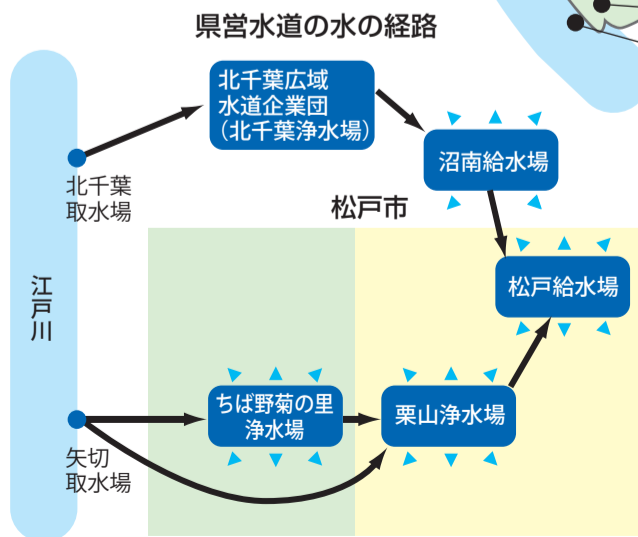 県営水道の水の経路
北千葉広域
水道企業団
（北千葉浄水場）
沼南給水場
北千葉
取水場
松戸市
松戸給水場
江戸川
ちば野菊の里
浄水場
栗山浄水場
矢切
取水場